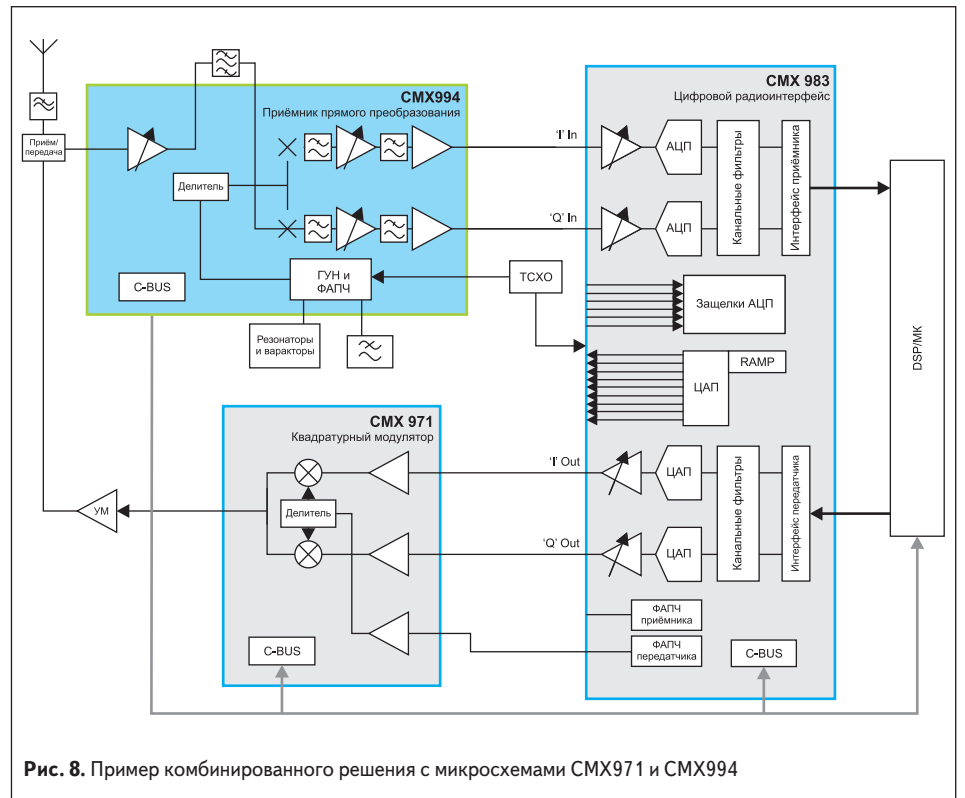 CMX994
Приёмник прямого преобразования
Приём/
передача
Делитель
C-BUS
ГУН и
ФАПЧ
Резонаторы
и варакторы
TCXO
'I' In
'Q' In
CMX 983
Цифровой радиоинтерфейс
АЦП
АЦП
Канальные фильтры
Интерфейс приёмника
Защелки АЦП
RAMP
ЦАП
DSP/МК
CMX 971
Квадратурный модулятор
Делитель
C-BUS
УМ
'I' Out
'Q' Out
ЦАП
ЦАП
Канальные фильтры
Интерфейс передатчика
ФАПЧ
приёмника
ФАПЧ
передатчика
C-BUS
Рис. 8. Пример комбинированного решения с микросхемами CMX971 и CMX994